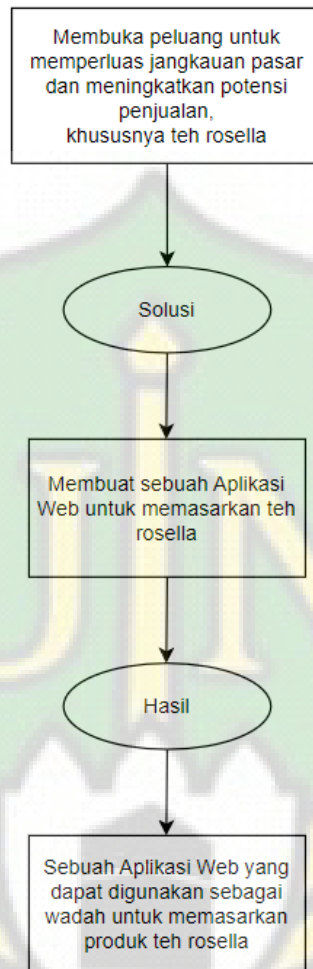 Membuka peluang untuk
memperluas jangkauan pasar
dan meningkatkan potensi
penjualan,
khususnya teh rosella
Solusi
Membuat sebuah Aplikasi
Web untuk memasarkan teh
rosella
Hasil
Sebuah Aplikasi Web yang
dapat digunakan sebagai
wadah untuk memasarkan
produk teh rosella